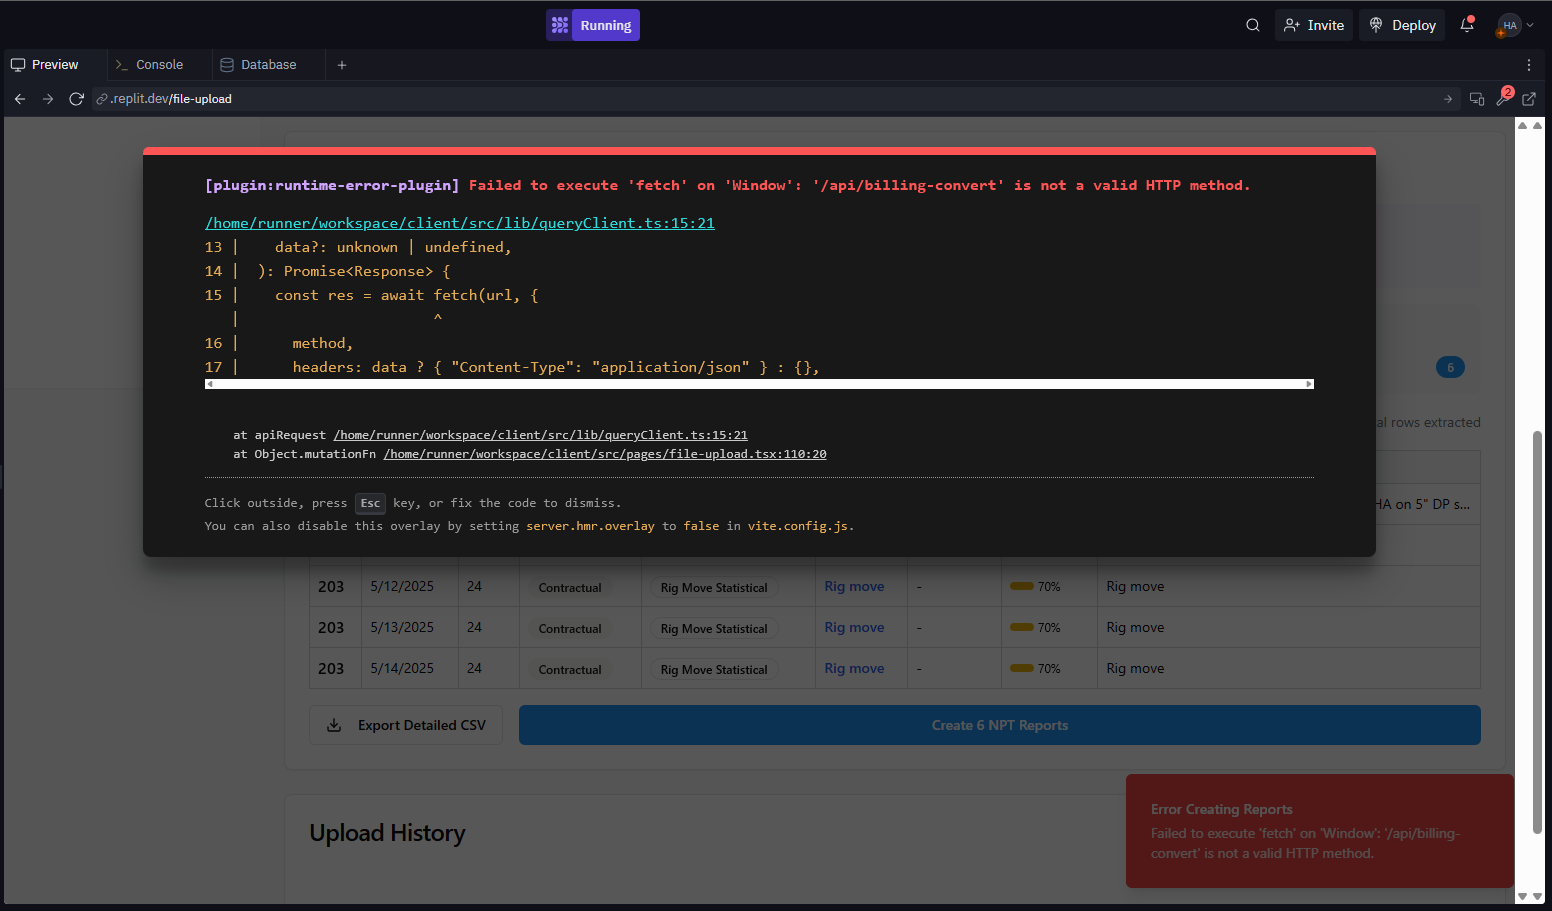 Running
Invite
Deploy
HA
Preview
Console
Database
.replit.dev/file-upload
2
[plugin:runtime-error-plugin] Failed to execute 'fetch' on 'Window': '/api/billing-convert' is not a valid HTTP method.
/home/runner/workspace/client/src/lib/queryClient.ts:15:21
13 |    data?: unknown | undefined,
14 |  ): Promise<Response> {
15 |    const res = await fetch(url, {
   |                      ^
16 |      method,
17 |      headers: data ? { "Content-Type": "application/json" } : {},
6
at apiRequest /home/runner/workspace/client/src/lib/queryClient.ts:15:21
al rows extracted
at Object.mutationFn /home/runner/workspace/client/src/pages/file-upload.tsx:110:20
Click outside, press Esc key, or fix the code to dismiss.
HA on 5" DP s...
You can also disable this overlay by setting server.hmr.overlay to false in vite.config.js.
203 5/12/2025 24 Contractual Rig Move Statistical Rig move - 70% Rig move
203 5/13/2025 24 Contractual Rig Move Statistical Rig move - 70% Rig move
203 5/14/2025 24 Contractual Rig Move Statistical Rig move - 70% Rig move
Export Detailed CSV
Create 6 NPT Reports
Upload History
Error Creating Reports
Failed to execute 'fetch' on 'Window': '/api/billing-
convert' is not a valid HTTP method.